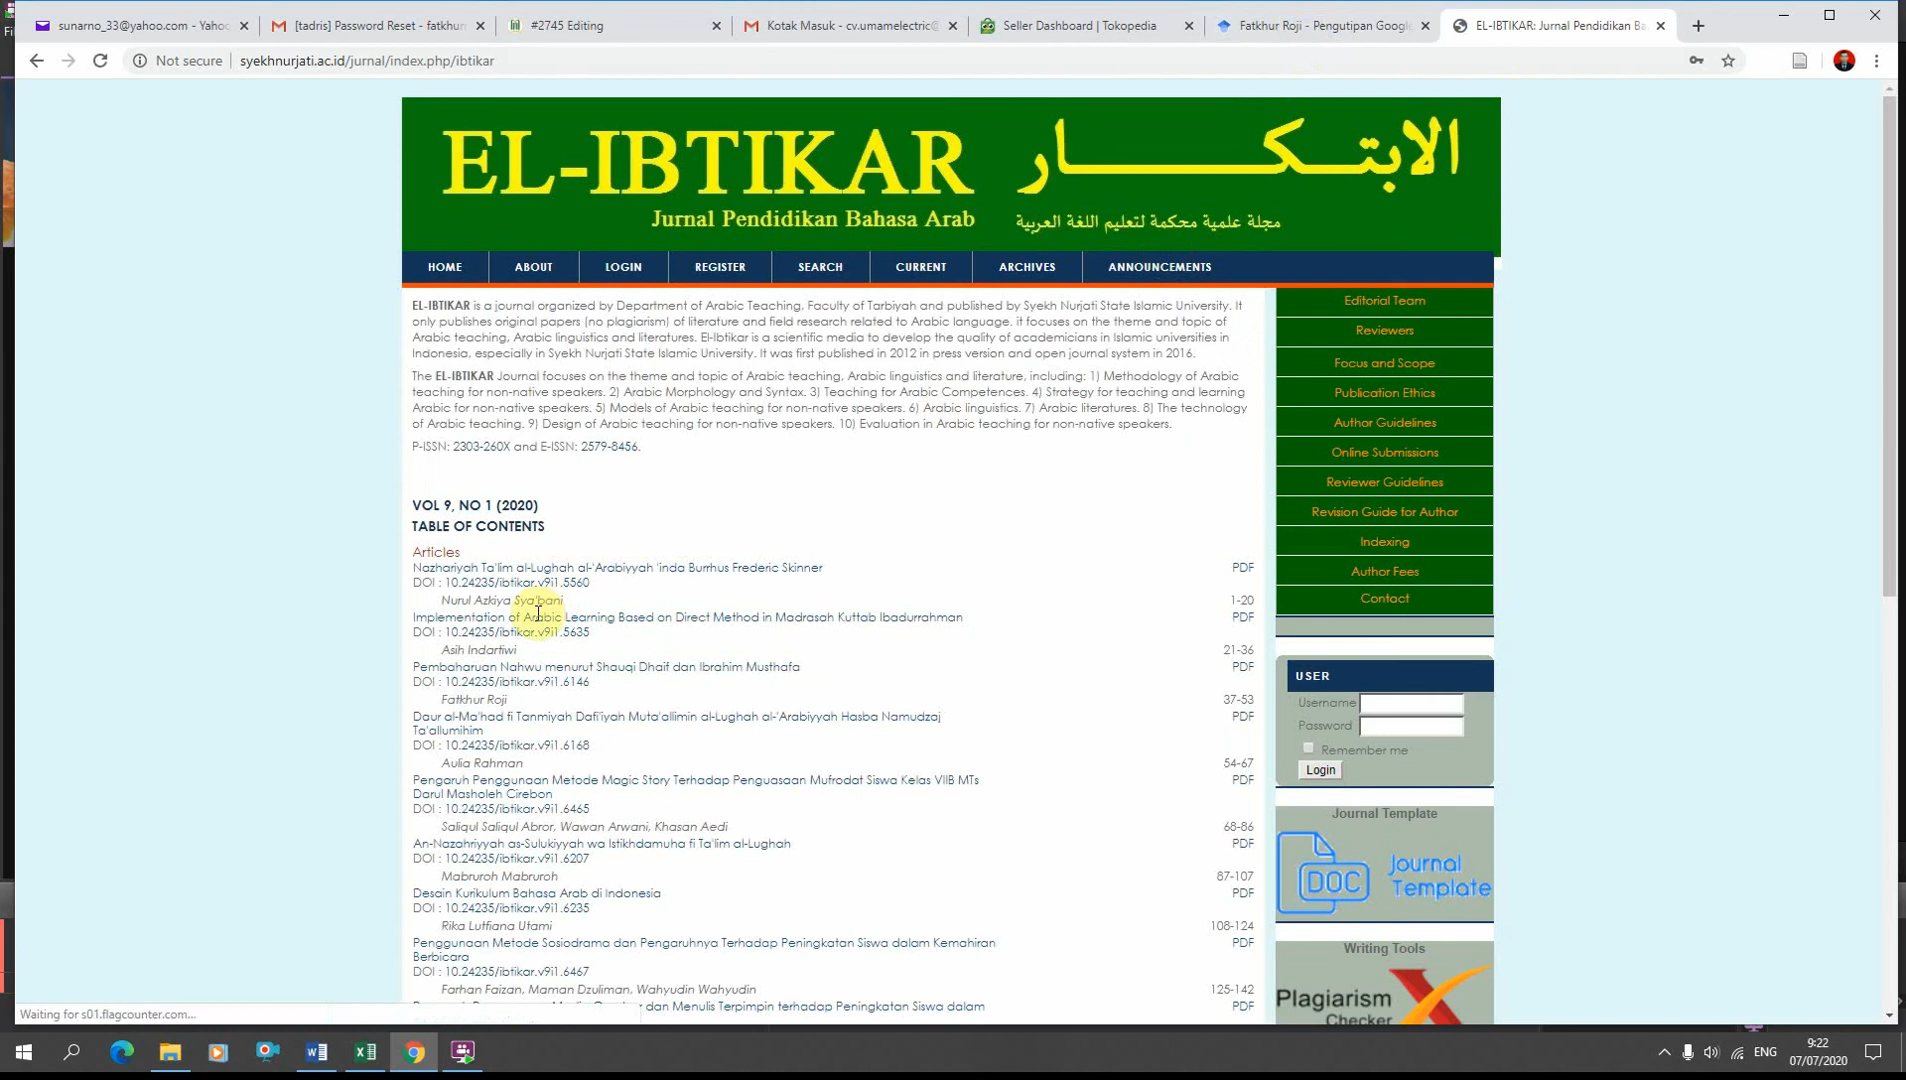 sunarno_33@yahoo.com - Yahoo
[tadris] Password Reset - fatkhur
#2745 Editing
Kotak Masuk - cv.umamelectric@
Seller Dashboard | Tokopedia
Fatkhur Roji - Pengutipan Google
EL-IBTIKAR: Jurnal Pendidikan Ba
Not secure
syekhnurjati.ac.id/jurnal/index.php/ibtikar
EL-IBTIKAR
الابتكــــــــــار
Jurnal Pendidikan Bahasa Arab
مجلة علمية محكمة لتعليم اللغة العربية
HOME ABOUT LOGIN REGISTER SEARCH CURRENT ARCHIVES ANNOUNCEMENTS
EL-IBTIKAR is a journal organized by Department of Arabic Teaching, Faculty of Tarbiyah and published by Syekh Nurjati State Islamic University. It
only publishes original papers (no plagiarism) of literature and field research related to Arabic language. it focuses on the theme and topic of
Arabic teaching, Arabic linguistics and literatures. El-Ibtikar is a scientific media to develop the quality of academicians in Islamic universities in
Indonesia, especially in Syekh Nurjati State Islamic University. It was first published in 2012 in press version and open journal system in 2016.
The EL-IBTIKAR Journal focuses on the theme and topic of Arabic teaching, Arabic linguistics and literature, including: 1) Methodology of Arabic
teaching for non-native speakers. 2) Arabic Morphology and Syntax. 3) Teaching for Arabic Competences. 4) Strategy for teaching and learning
Arabic for non-native speakers. 5) Models of Arabic teaching for non-native speakers. 6) Arabic linguistics. 7) Arabic literatures. 8) The technology
of Arabic teaching. 9) Design of Arabic teaching for non-native speakers. 10) Evaluation in Arabic teaching for non-native speakers.
P-ISSN: 2303-260X and E-ISSN: 2579-8456.
VOL 9, NO 1 (2020)
TABLE OF CONTENTS
Articles
Nazhariyah Ta'lim al-Lughah al-'Arabiyyah 'inda Burrhus Frederic Skinner PDF
DOI : 10.24235/ibtikar.v9i1.5560
Nurul Azkiya Sya'bani 1-20
Implementation of Arabic Learning Based on Direct Method in Madrasah Kuttab Ibadurrahman PDF
DOI : 10.24235/ibtikar.v9i1.5635
Asih Indartiwi 21-36
Pembaharuan Nahwu menurut Shauqi Dhaif dan Ibrahim Musthafa PDF
DOI : 10.24235/ibtikar.v9i1.6146
Fatkhur Roji 37-53
Daur al-Ma'had fi Tanmiyah Dafi'iyah Muta'allimin al-Lughah al-'Arabiyyah Hasba Namudzaj PDF
Ta'allumihim
DOI : 10.24235/ibtikar.v9i1.6168
Aulia Rahman 54-67
Pengaruh Penggunaan Metode Magic Story Terhadap Penguasaan Mufrodat Siswa Kelas VIIB MTs PDF
Darul Masholeh Cirebon
DOI : 10.24235/ibtikar.v9i1.6465
Saliqul Saliqul Abror, Wawan Arwani, Khasan Aedi 68-86
An-Nazahriyyah as-Sulukiyyah wa Istikhdamuha fi Ta'lim al-Lughah PDF
DOI : 10.24235/ibtikar.v9i1.6207
Mabruroh Mabruroh 87-107
Desain Kurikulum Bahasa Arab di Indonesia PDF
DOI : 10.24235/ibtikar.v9i1.6235
Rika Lutfiana Utami 108-124
Penggunaan Metode Sosiodrama dan Pengaruhnya Terhadap Peningkatan Siswa dalam Kemahiran PDF
Berbicara
DOI : 10.24235/ibtikar.v9i1.6467
Farhan Faizan, Maman Dzuliman, Wahyudin Wahyudin 125-142
dan Menulis Terpimpin terhadap Peningkatan Siswa dalam PDF
Editorial Team
Reviewers
Focus and Scope
Publication Ethics
Author Guidelines
Online Submissions
Reviewer Guidelines
Revision Guide for Author
Indexing
Author Fees
Contact
USER
Username
Password
Remember me
Login
Journal Template
DOC
Journal
Template
Writing Tools
Plagiarism
Checker
X
Waiting for s01.flagcounter.com...
ENG
9:22
07/07/2020